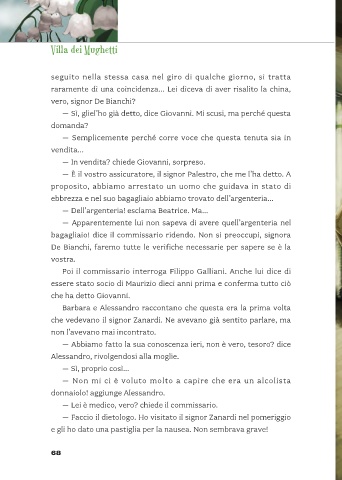 Villa dei Mughetti
seguito nella stessa casa nel giro di qualche giorno, si tratta
raramente di una coincidenza... Lei diceva di aver risalito la china,
vero, signor De Bianchi?
— Sì, gliel'ho già detto, dice Giovanni. Mi scusi, ma perché questa
domanda?
— Semplicemente perché corre voce che questa tenuta sia in
vendita...
— In vendita? chiede Giovanni, sorpreso.
— È il vostro assicuratore, il signor Palestro, che me l'ha detto. A
proposito, abbiamo arrestato un uomo che guidava in stato di
ebbrezza e nel suo bagagliaio abbiamo trovato dell'argenteria...
— Dell'argenteria! esclama Beatrice. Ma...
— Apparentemente lui non sapeva di avere quell'argenteria nel
bagagliaio! dice il commissario ridendo. Non si preoccupi, signora
De Bianchi, faremo tutte le verifiche necessarie per sapere se è la
vostra.
Poi il commissario interroga Filippo Galliani. Anche lui dice di
essere stato socio di Maurizio dieci anni prima e conferma tutto ciò
che ha detto Giovanni.
Barbara e Alessandro raccontano che questa era la prima volta
che vedevano il signor Zanardi. Ne avevano già sentito parlare, ma
non l'avevano mai incontrato.
— Abbiamo fatto la sua conoscenza ieri, non è vero, tesoro? dice
Alessandro, rivolgendosi alla moglie.
— Sì, proprio così...
— Non mi ci è voluto molto a capire che era un alcolista
donnaiolo! aggiunge Alessandro.
— Lei è medico, vero? chiede il commissario.
— Faccio il dietologo. Ho visitato il signor Zanardi nel pomeriggio
e gli ho dato una pastiglia per la nausea. Non sembrava grave!
68